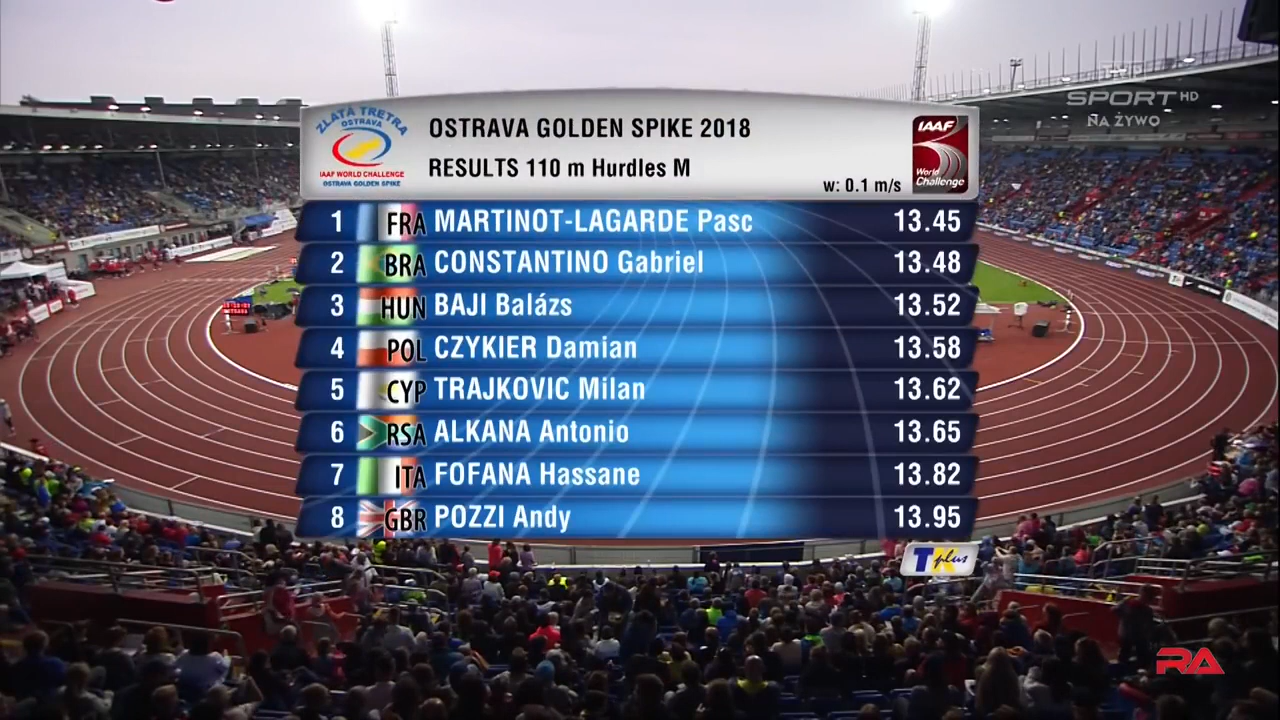 SPORT HD
NA ŻYWO
ZLATÁ TRETRA
OSTRAVA
IAAF WORLD CHALLENGE
OSTRAVA GOLDEN SPIKE
OSTRAVA GOLDEN SPIKE 2018
RESULTS 110 m Hurdles M
w: 0.1 m/s
IAAF
World
Challenge
1 FRA MARTINOT-LAGARDE Pasc 13.45
2 BRA CONSTANTINO Gabriel 13.48
3 HUN BAJI Balázs 13.52
4 POL CZYKIER Damian 13.58
5 CYP TRAJKOVIC Milan 13.62
6 RSA ALKANA Antonio 13.65
7 ITA FOFANA Hassane 13.82
8 GBR POZZI Andy 13.95
TK plus
RA